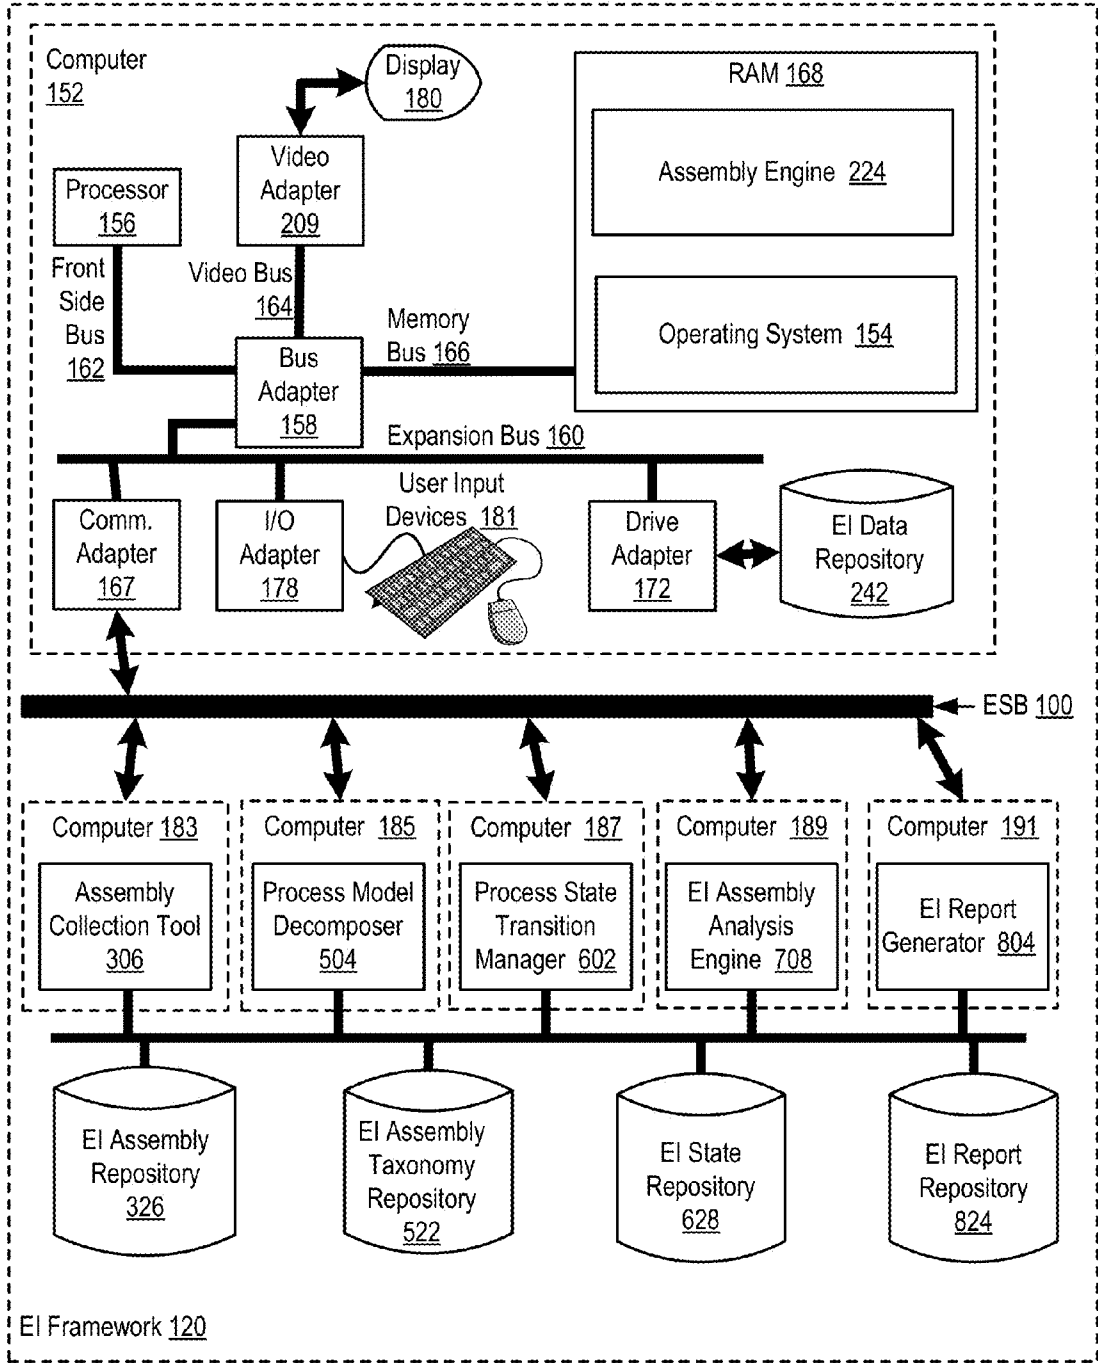 Computer
152
Display
180
RAM 168
Video
Adapter
209
Assembly Engine 224
Processor
156
Front
Side
Bus
162
Video Bus
164
Memory
Bus 166
Operating System 154
Bus
Adapter
158
Expansion Bus 160
User Input
Devices 181
Comm.
Adapter
167
I/O
Adapter
178
Drive
Adapter
172
EI Data
Repository
242
ESB 100
Computer 183
Assembly
Collection Tool
306
Computer 185
Process Model
Decomposer
504
Computer 187
Process State
Transition
Manager 602
Computer 189
EI Assembly
Analysis
Engine 708
Computer 191
EI Report
Generator 804
EI Assembly
Repository
326
EI Assembly
Taxonomy
Repository
522
EI State
Repository
628
EI Report
Repository
824
EI Framework 120